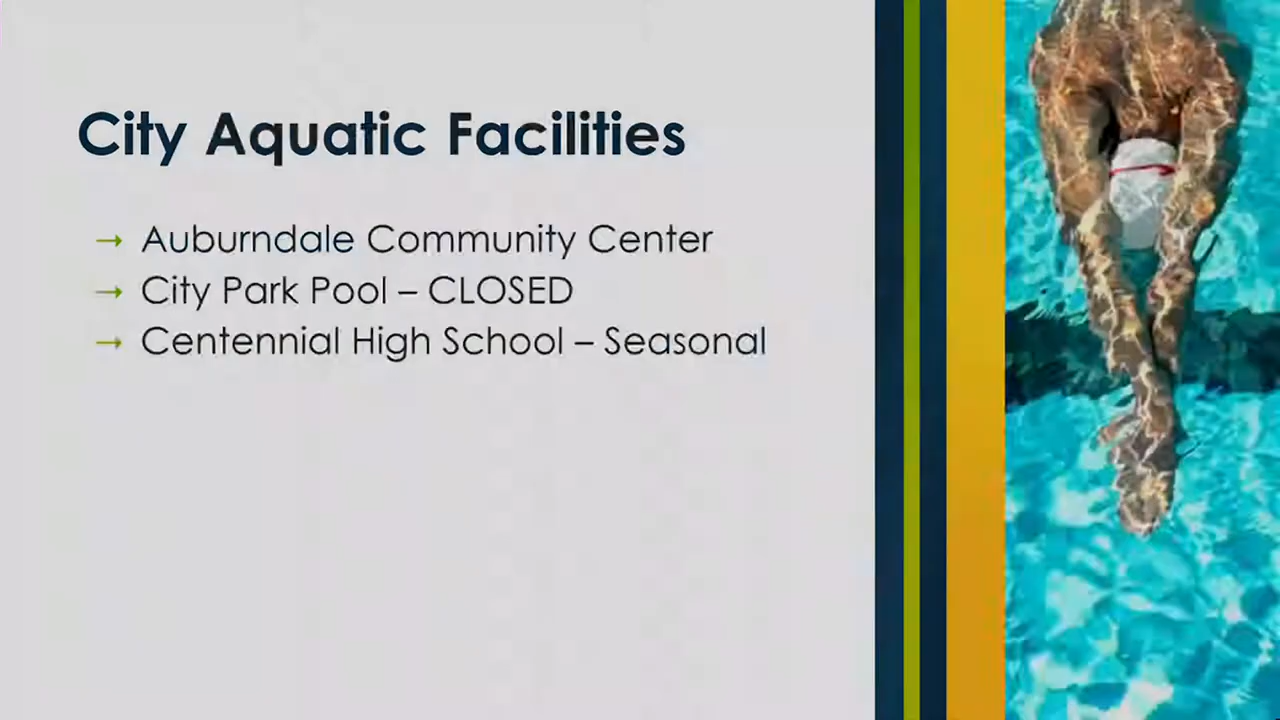 City Aquatic Facilities
→ Auburndale Community Center
→ City Park Pool – CLOSED
→ Centennial High School – Seasonal